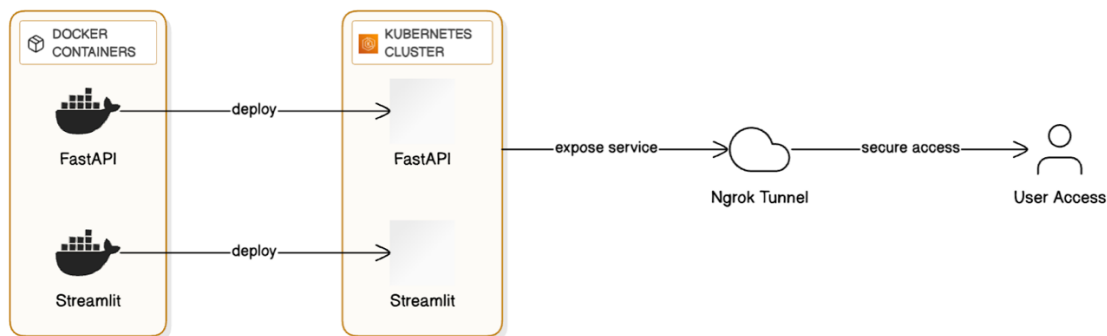 DOCKER
CONTAINERS
KUBERNETES
CLUSTER
deploy
FastAPI
FastAPI
expose service
secure access
Ngrok Tunnel
User Access
deploy
Streamlit
Streamlit